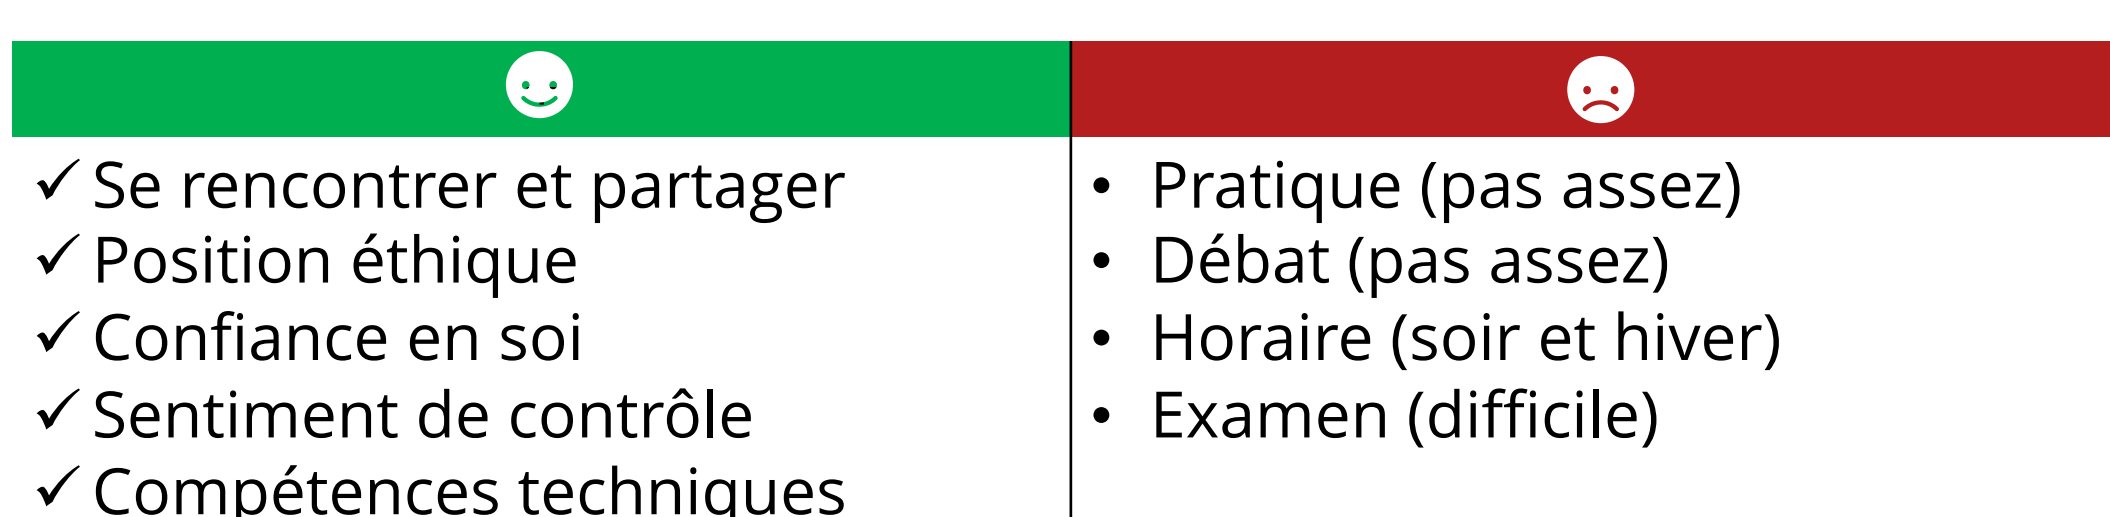 Se rencontrer et partager
Position éthique
Confiance en soi
Sentiment de contrôle
Compétences techniques
Pratique (pas assez)
Débat (pas assez)
Horaire (soir et hiver)
Examen (difficile)